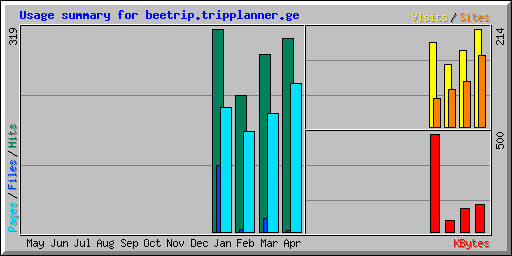 Usage summary for beetrip.tripplanner.ge
Visits/Sites
319
214
500
Pages/Files/Hits
May Jun Jul Aug Sep Oct Nov Dec Jan Feb Mar Apr
KBytes